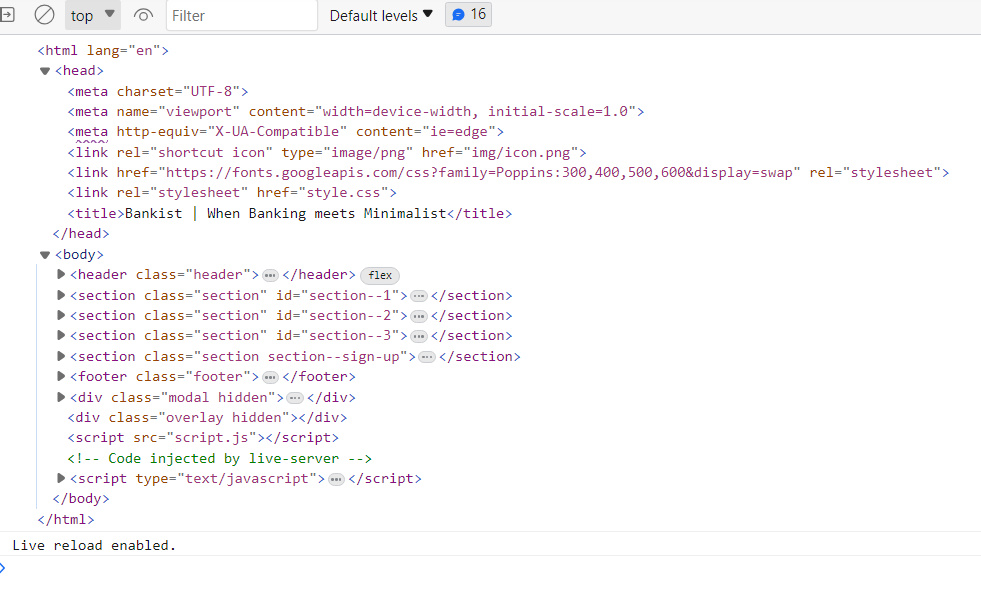 top Filter Default levels 16
<html lang="en">
<head>
<meta charset="UTF-8">
<meta name="viewport" content="width=device-width, initial-scale=1.0">
<meta http-equiv="X-UA-Compatible" content="ie=edge">
<link rel="shortcut icon" type="image/png" href="img/icon.png">
<link href="https://fonts.googleapis.com/css?family=Poppins:300,400,500,600&display=swap" rel="stylesheet">
<link rel="stylesheet" href="style.css">
<title>Bankist | When Banking meets Minimalist</title>
</head>
<body>
<header class="header">…</header> flex
<section class="section" id="section--1">…</section>
<section class="section" id="section--2">…</section>
<section class="section" id="section--3">…</section>
<section class="section section--sign-up">…</section>
<footer class="footer">…</footer>
<div class="modal hidden">…</div>
<div class="overlay hidden"></div>
<script src="script.js"></script>
<!-- Code injected by live-server -->
<script type="text/javascript">…</script>
</body>
</html>
Live reload enabled.